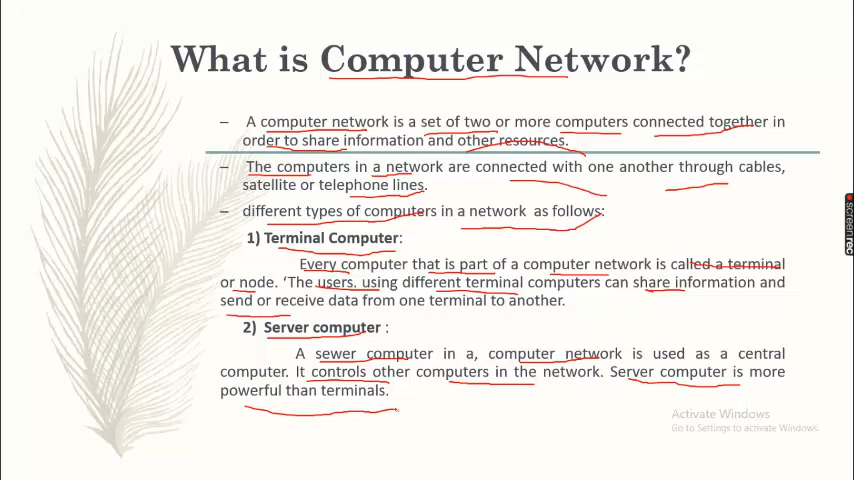 What is Computer Network?
– A computer network is a set of two or more computers connected together in
order to share information and other resources.
– The computers in a network are connected with one another through cables,
satellite or telephone lines.
– different types of computers in a network as follows:
1) Terminal Computer:
Every computer that is part of a computer network is called a terminal
or node. ‘The users. using different terminal computers can share information and
send or receive data from one terminal to another.
2) Server computer :
A sewer computer in a, computer network is used as a central
computer. It controls other computers in the network. Server computer is more
powerful than terminals.
Activate Windows
Go to Settings to activate Windows.
screenrec